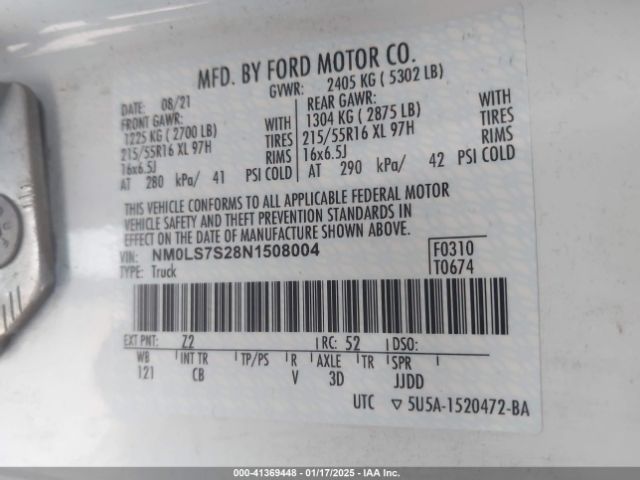 MFD. BY FORD MOTOR CO.
DATE: 08/21 GVWR: 2405 KG ( 5302 LB)
FRONT GAWR: REAR GAWR:
1225 KG ( 2700 LB) WITH 1304 KG ( 2875 LB) WITH
215/55R16 XL 97H TIRES 215/55R16 XL 97H TIRES
16x6.5J RIMS 16x6.5J RIMS
AT 280 kPa/ 41 PSI COLD AT 290 kPa/ 42 PSI COLD
THIS VEHICLE CONFORMS TO ALL APPLICABLE FEDERAL MOTOR
VEHICLE SAFETY AND THEFT PREVENTION STANDARDS IN
EFFECT ON THE DATE OF MANUFACTURE SHOWN ABOVE.
VIN: NM0LS7S28N1508004 F0310
TYPE: Truck T0674
EXT PNT: Z2 RC: 52 DSO:
WB INT TR TP/PS R AXLE TR SPR
121 CB V 3D JJDD
UTC ▽ 5U5A-1520472-BA
000-41369448 - 01/17/2025 - IAA Inc.